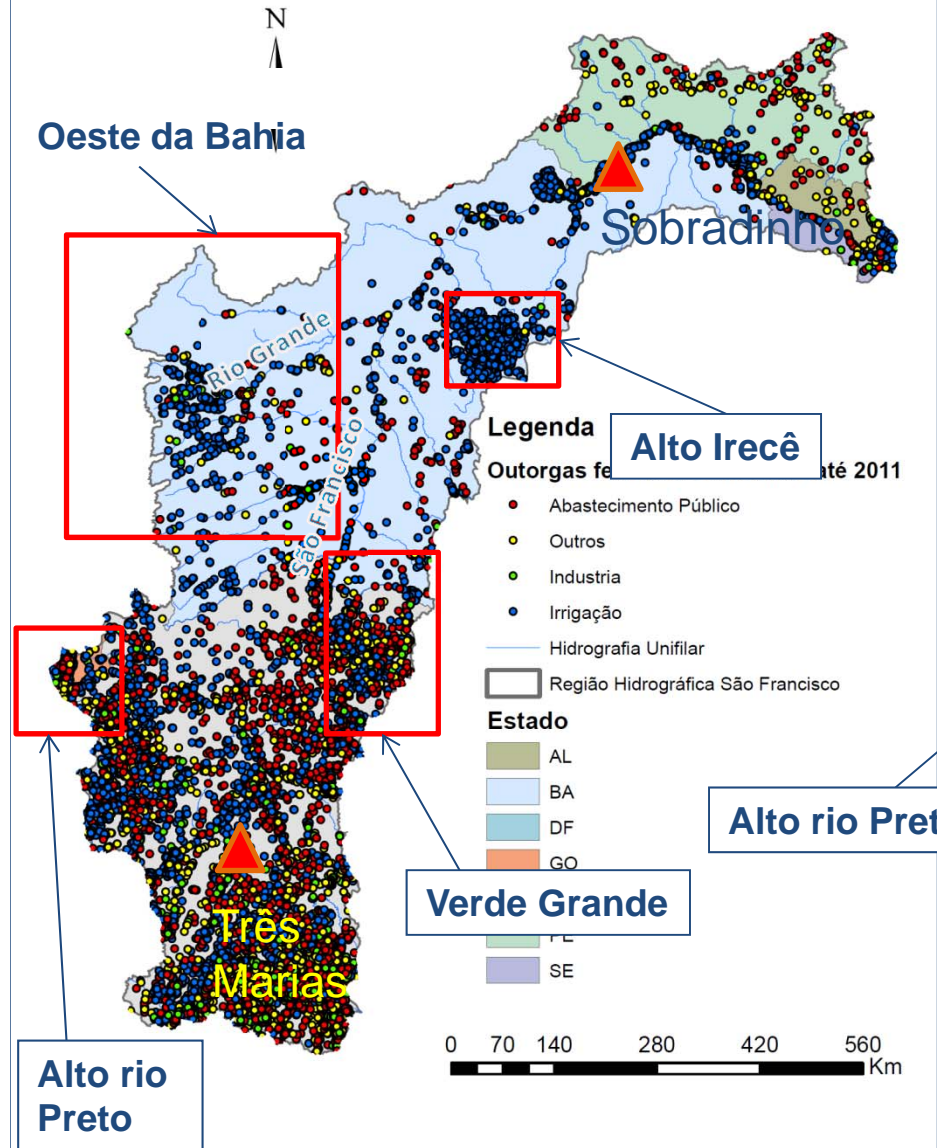 N
Oeste da Bahia
Sobradinho
Rio Grande
São Francisco
Legenda
Alto Irecê
Outorgas fe
até 2011
Abastecimento Público
Outros
Industria
Irrigação
Hidrografia Unifilar
Região Hidrográfica São Francisco
Estado
AL
BA
DF
GO
Alto rio Pret
Verde Grande
PE
SE
Três
Marias
0 70 140 280 420 560
Km
Alto rio
Preto